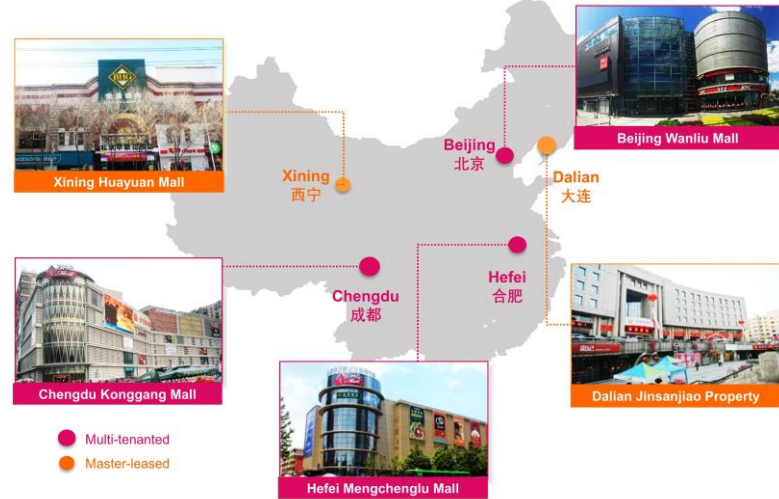 BHG
Xining Huayuan Mall
Beijing Wanliu Mall
Beijing
北京
Xining
西宁
Dalian
大连
Hefei
合肥
Chengdu
成都
Chengdu Konggang Mall
Dalian Jinsanjiao Property
Hefei Mengchenglu Mall
Multi-tenanted
Master-leased